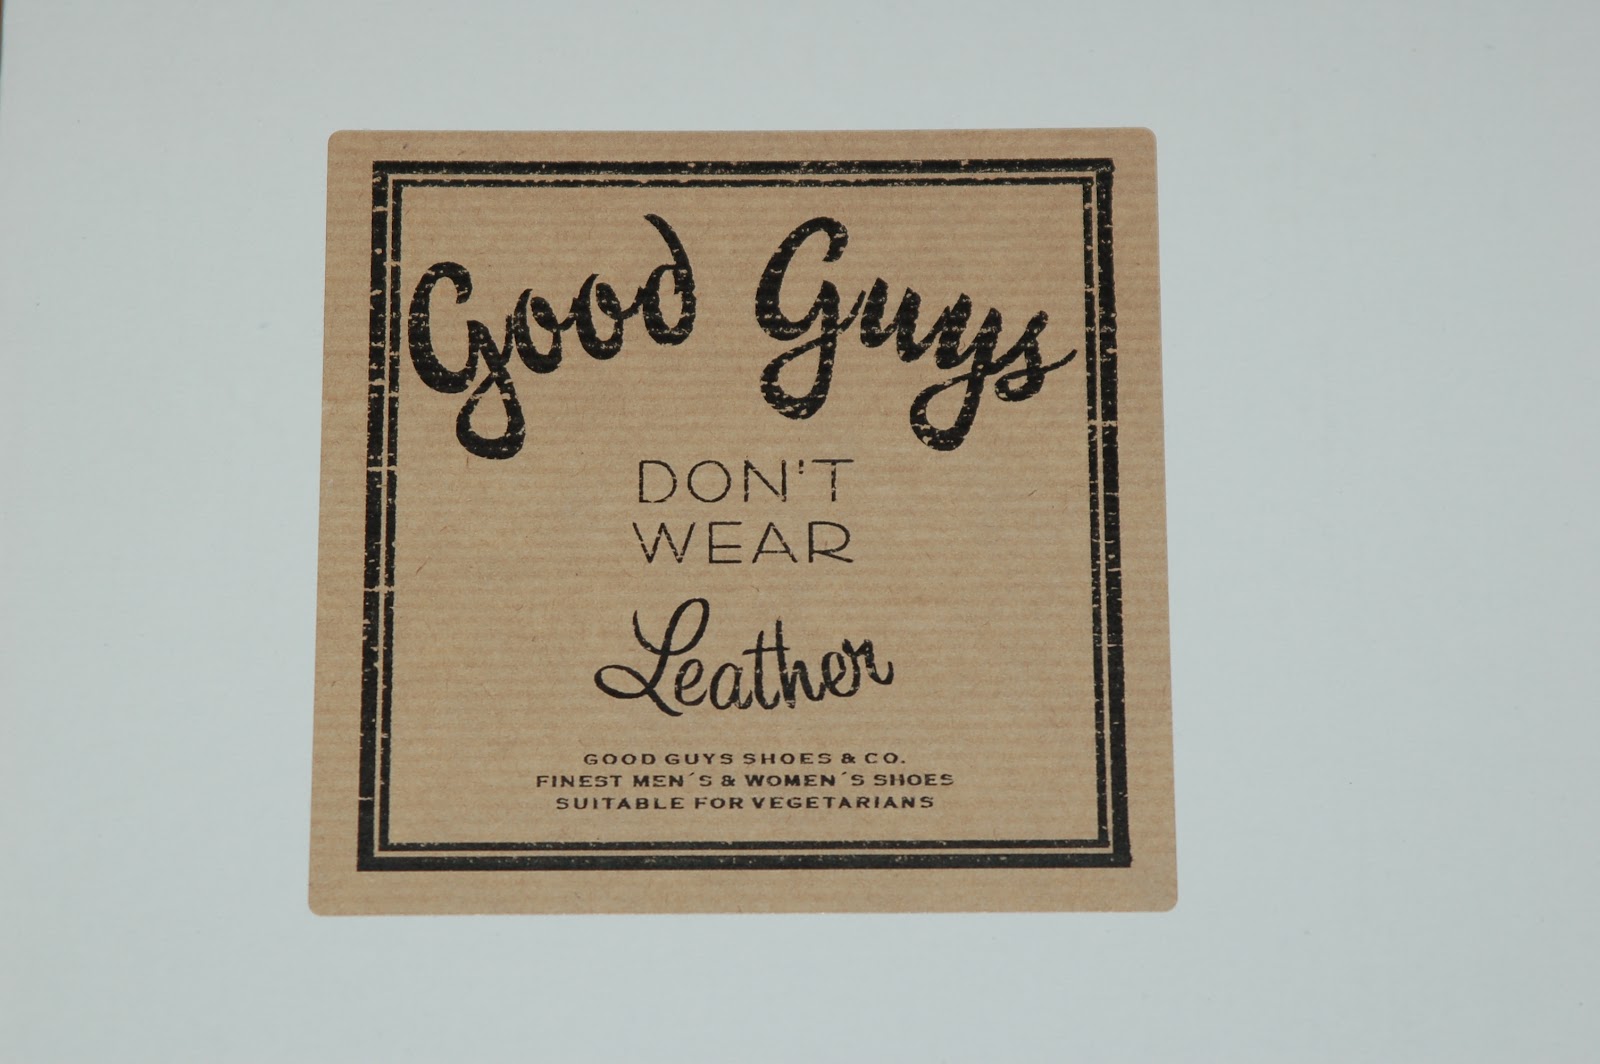 Good Guys
DON'T
WEAR
Leather
GOOD GUYS SHOES & CO.
FINEST MEN´S & WOMEN´S SHOES
SUITABLE FOR VEGETARIANS